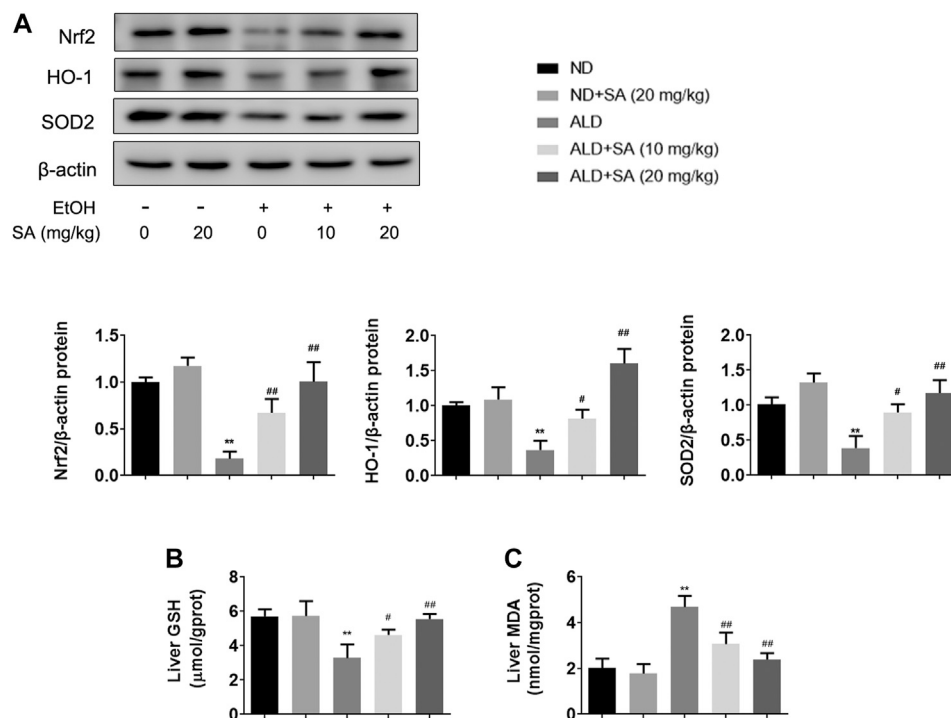 A
Nrf2
HO-1
SOD2
β-actin
EtOH - - + + +
SA (mg/kg) 0 20 0 10 20
ND
ND+SA (20 mg/kg)
ALD
ALD+SA (10 mg/kg)
ALD+SA (20 mg/kg)
Nrf2/β-actin protein
1.5
1.0
0.5
0.0
**
##
##
HO-1/β-actin protein
2.0
1.5
1.0
0.5
0.0
**
#
##
SOD2/β-actin protein
2.0
1.5
1.0
0.5
0.0
**
#
##
B
Liver GSH
(μmol/gprot)
8
6
4
2
0
**
#
##
C
Liver MDA
(nmol/mgprot)
6
4
2
0
**
##
##